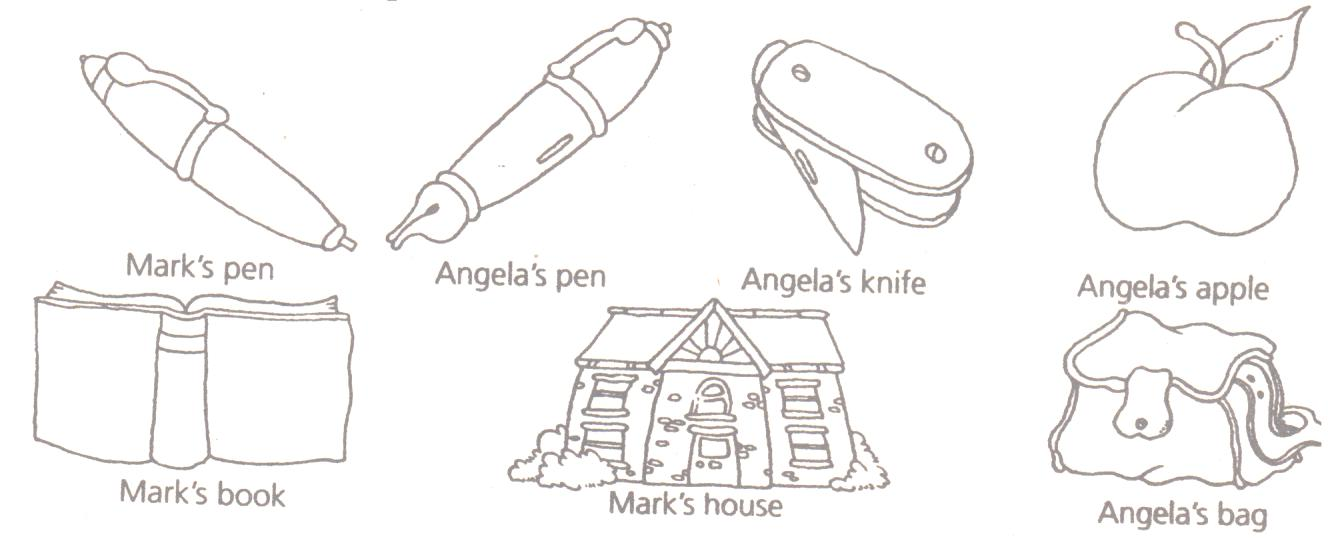 Mark's pen
Angela's pen
Angela's knife
Angela's apple
Mark's book
Mark's house
Angela's bag